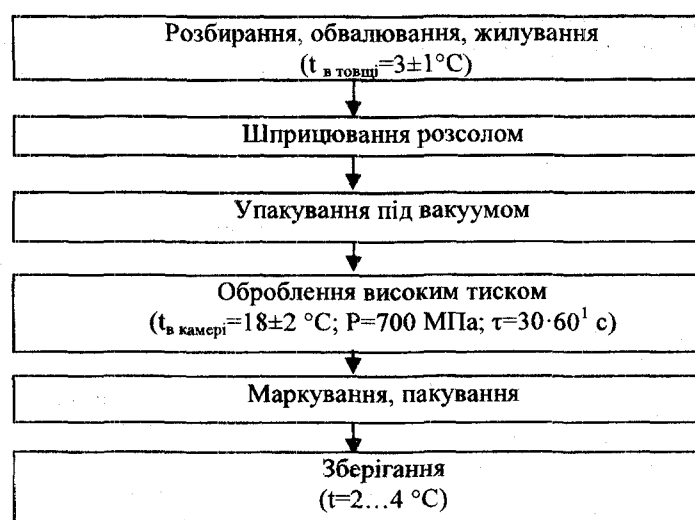 Розбирання, обвалювання, жилування
(t в товщі=3±1°С)
Шприцювання розсолом
Упакування під вакуумом
Оброблення високим тиском
(tв камері=18±2 °С; Р=700 МПа; τ=30·60¹ с)
Маркування, пакування
Зберігання
(t=2…4 °С)